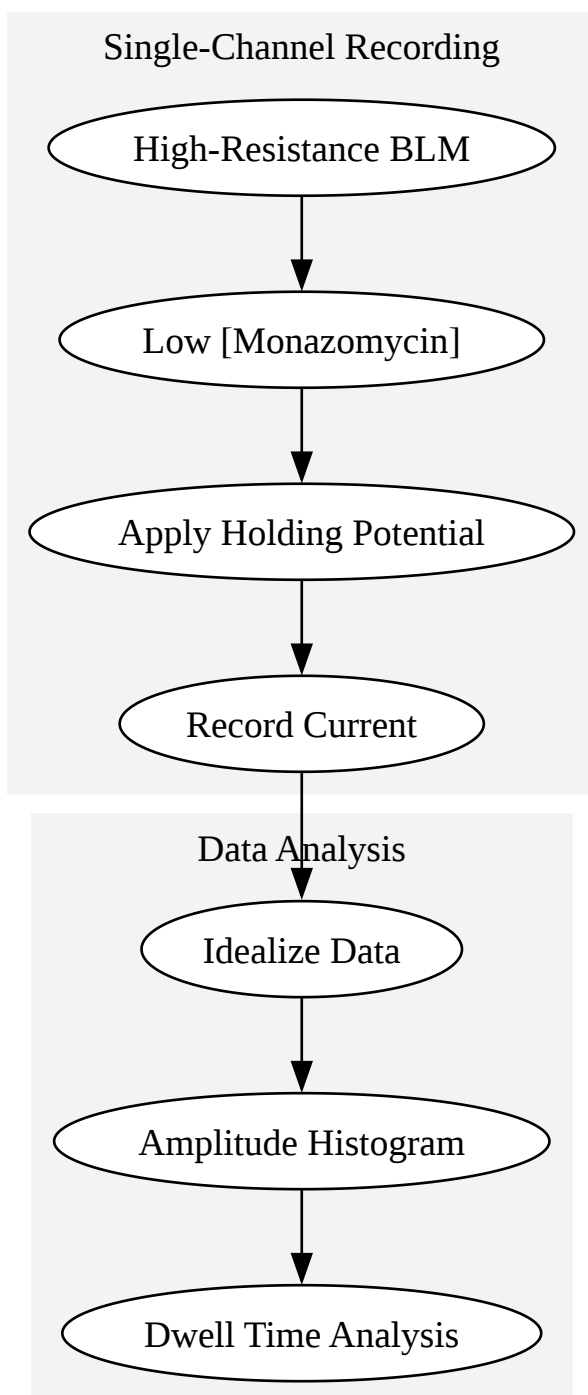 Single-Channel Recording
High-Resistance BLM
Low [Monazomycin]
Apply Holding Potential
Record Current
Data Analysis
Idealize Data
Amplitude Histogram
Dwell Time Analysis